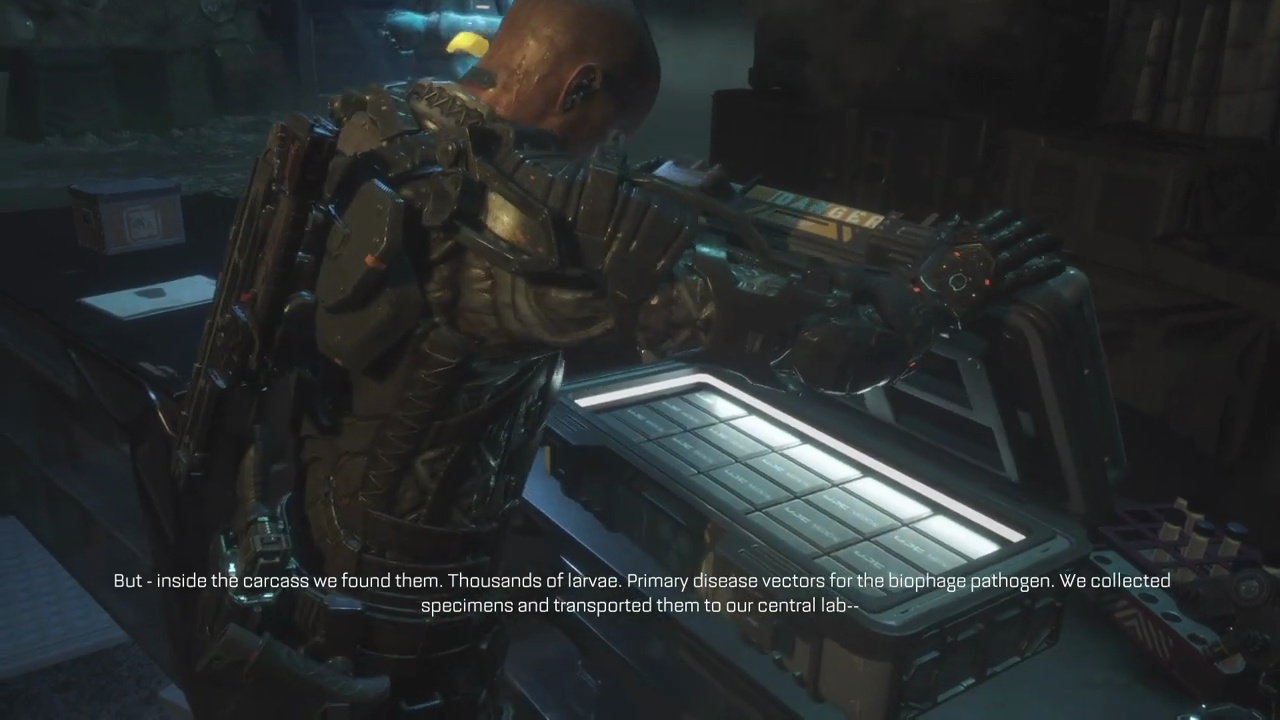 DANGER
But - inside the carcass we found them. Thousands of larvae. Primary disease vectors for the biophage pathogen. We collected
specimens and transported them to our central lab--